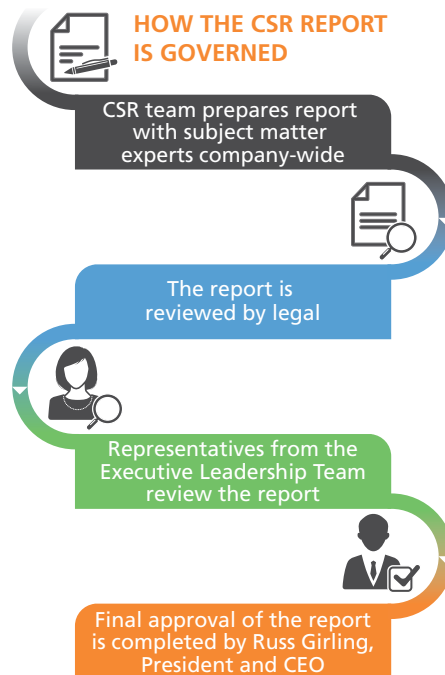 HOW THE CSR REPORT
IS GOVERNED
CSR team prepares report
with subject matter
experts company-wide
The report is
reviewed by legal
Representatives from the
Executive Leadership Team
review the report
Final approval of the report
is completed by Russ Girling,
President and CEO